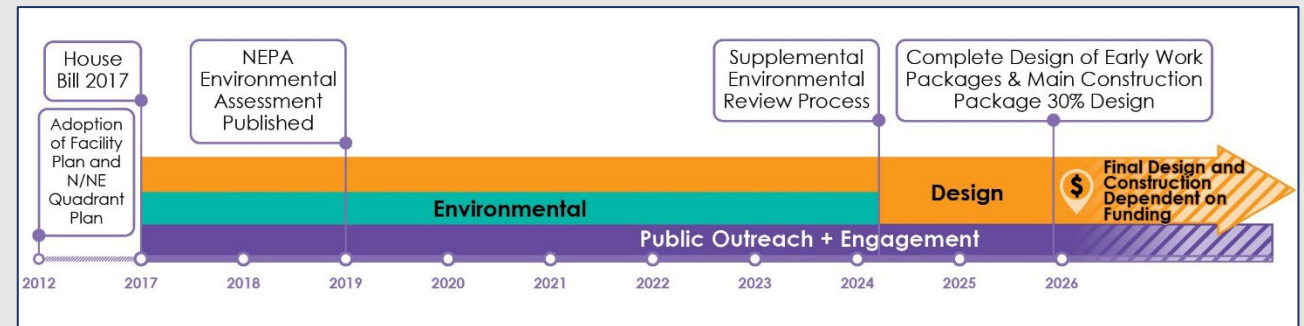 House
Bill 2017
Adoption
of Facility
Plan and
N/NE
Quadrant
Plan
NEPA
Environmental
Assessment
Published
Supplemental
Environmental
Review Process
Complete Design of Early Work
Packages & Main Construction
Package 30% Design
Environmental
Design
$
Final Design and
Construction
Dependent on
Funding
Public Outreach + Engagement
2012
2017
2018
2019
2020
2021
2022
2023
2024
2025
2026